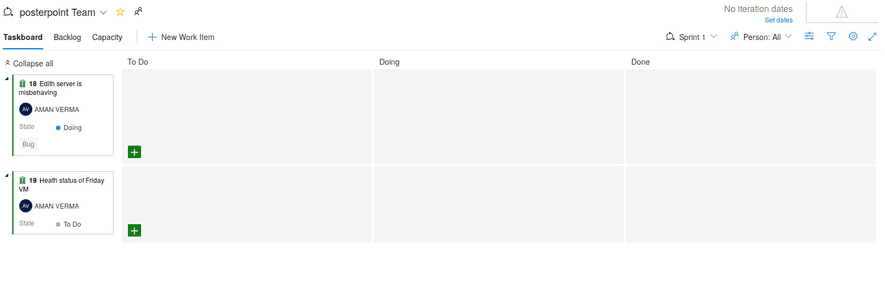 posterpoint Team
No iteration dates
Set dates
Taskboard Backlog Capacity New Work Item Sprint 1 Person: All
Collapse all To Do Doing Done
18 Edith server is
misbehaving
AV AMAN VERMA
State Doing
Bug
19 Heath status of Friday
VM
AV AMAN VERMA
State To Do